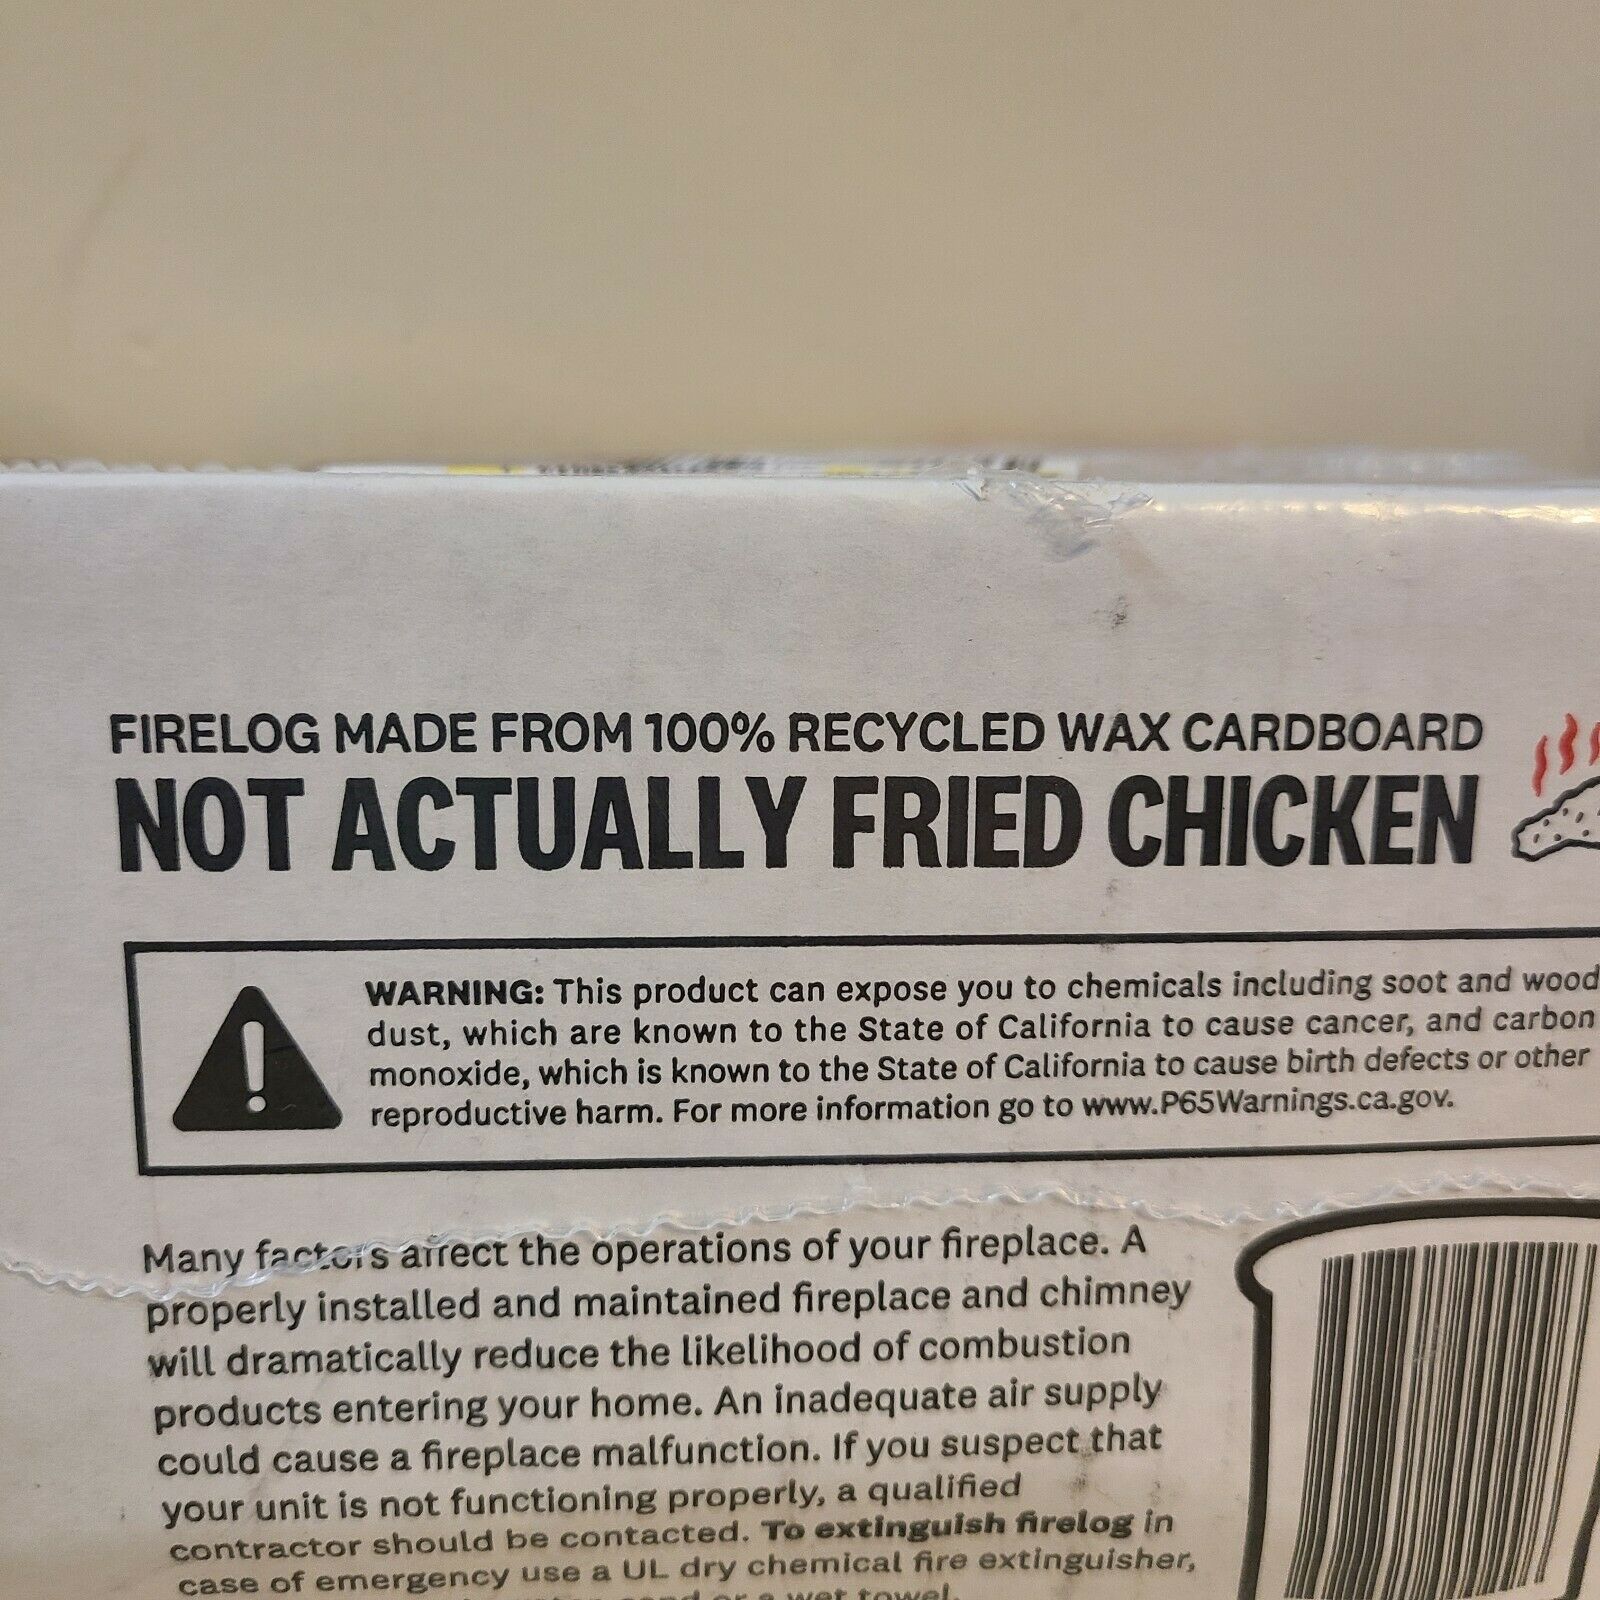 FIRELOG MADE FROM 100% RECYCLED WAX CARDBOARD
NOT ACTUALLY FRIED CHICKEN
WARNING: This product can expose you to chemicals including soot and wood
dust, which are known to the State of California to cause cancer, and carbon
monoxide, which is known to the State of California to cause birth defects or other
reproductive harm. For more information go to www.P65Warnings.ca.gov.
Many factors affect the operations of your fireplace. A
properly installed and maintained fireplace and chimney
will dramatically reduce the likelihood of combustion
products entering your home. An inadequate air supply
could cause a fireplace malfunction. If you suspect that
your unit is not functioning properly, a qualified
contractor should be contacted. To extinguish firelog in
case of emergency use a UL dry chemical fire extinguisher,
sand or a wet towel.